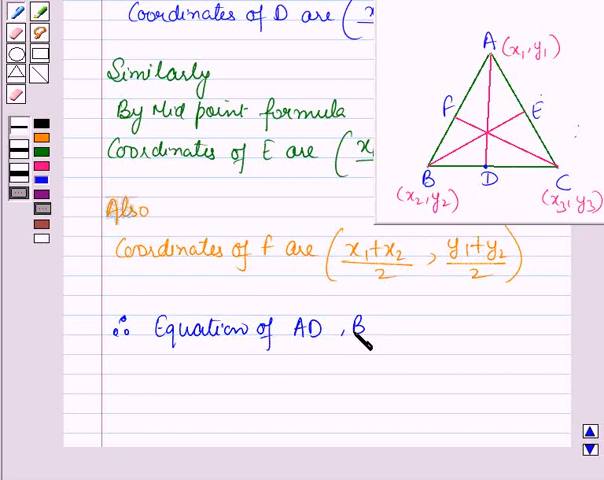 Coordinates of D are (x
Similarly
By Mid point formula
Coordinates of E are (x
Also
Coordinates of F are (x₁+x₂/2 , y₁+y₂/2)
∴ Equation of AD , B
A (x₁,y₁)
F E
B D C
(x₂,y₂) (x₃,y₃)